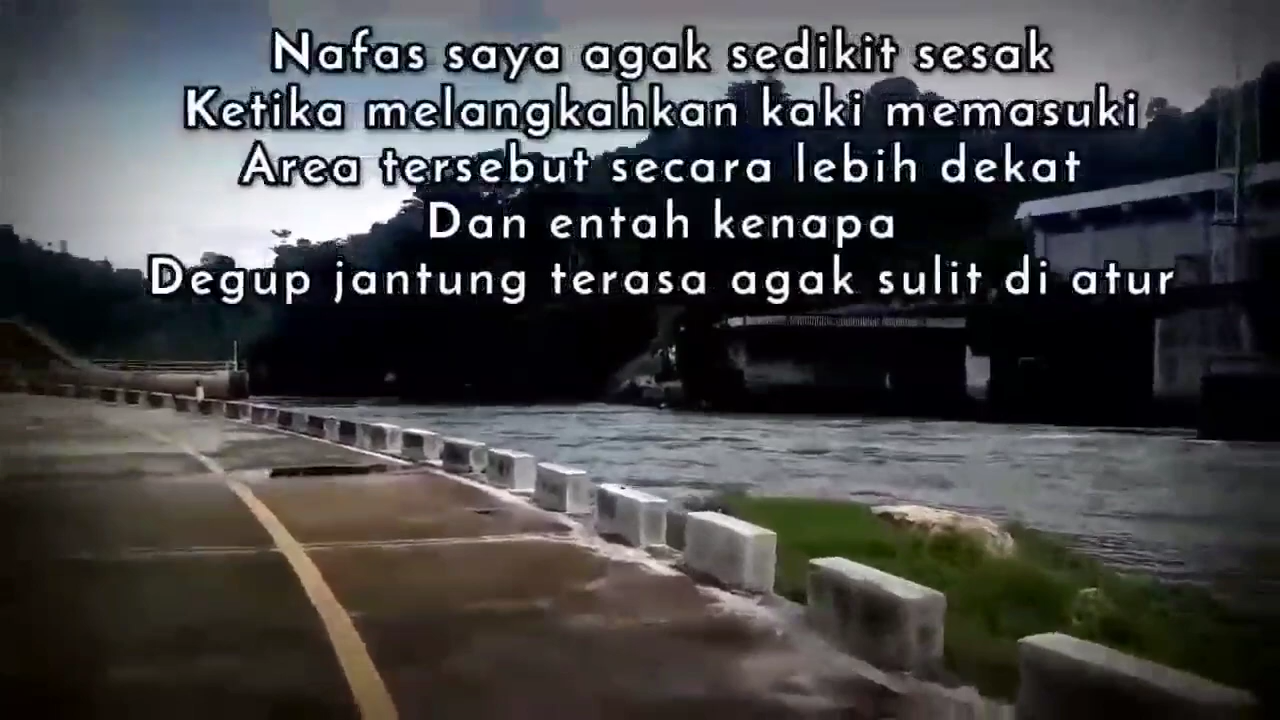 Nafas saya agak sedikit sesak
Ketika melangkahkan kaki memasuki
Area tersebut secara lebih dekat
Dan entah kenapa
Degup jantung terasa agak sulit di atur